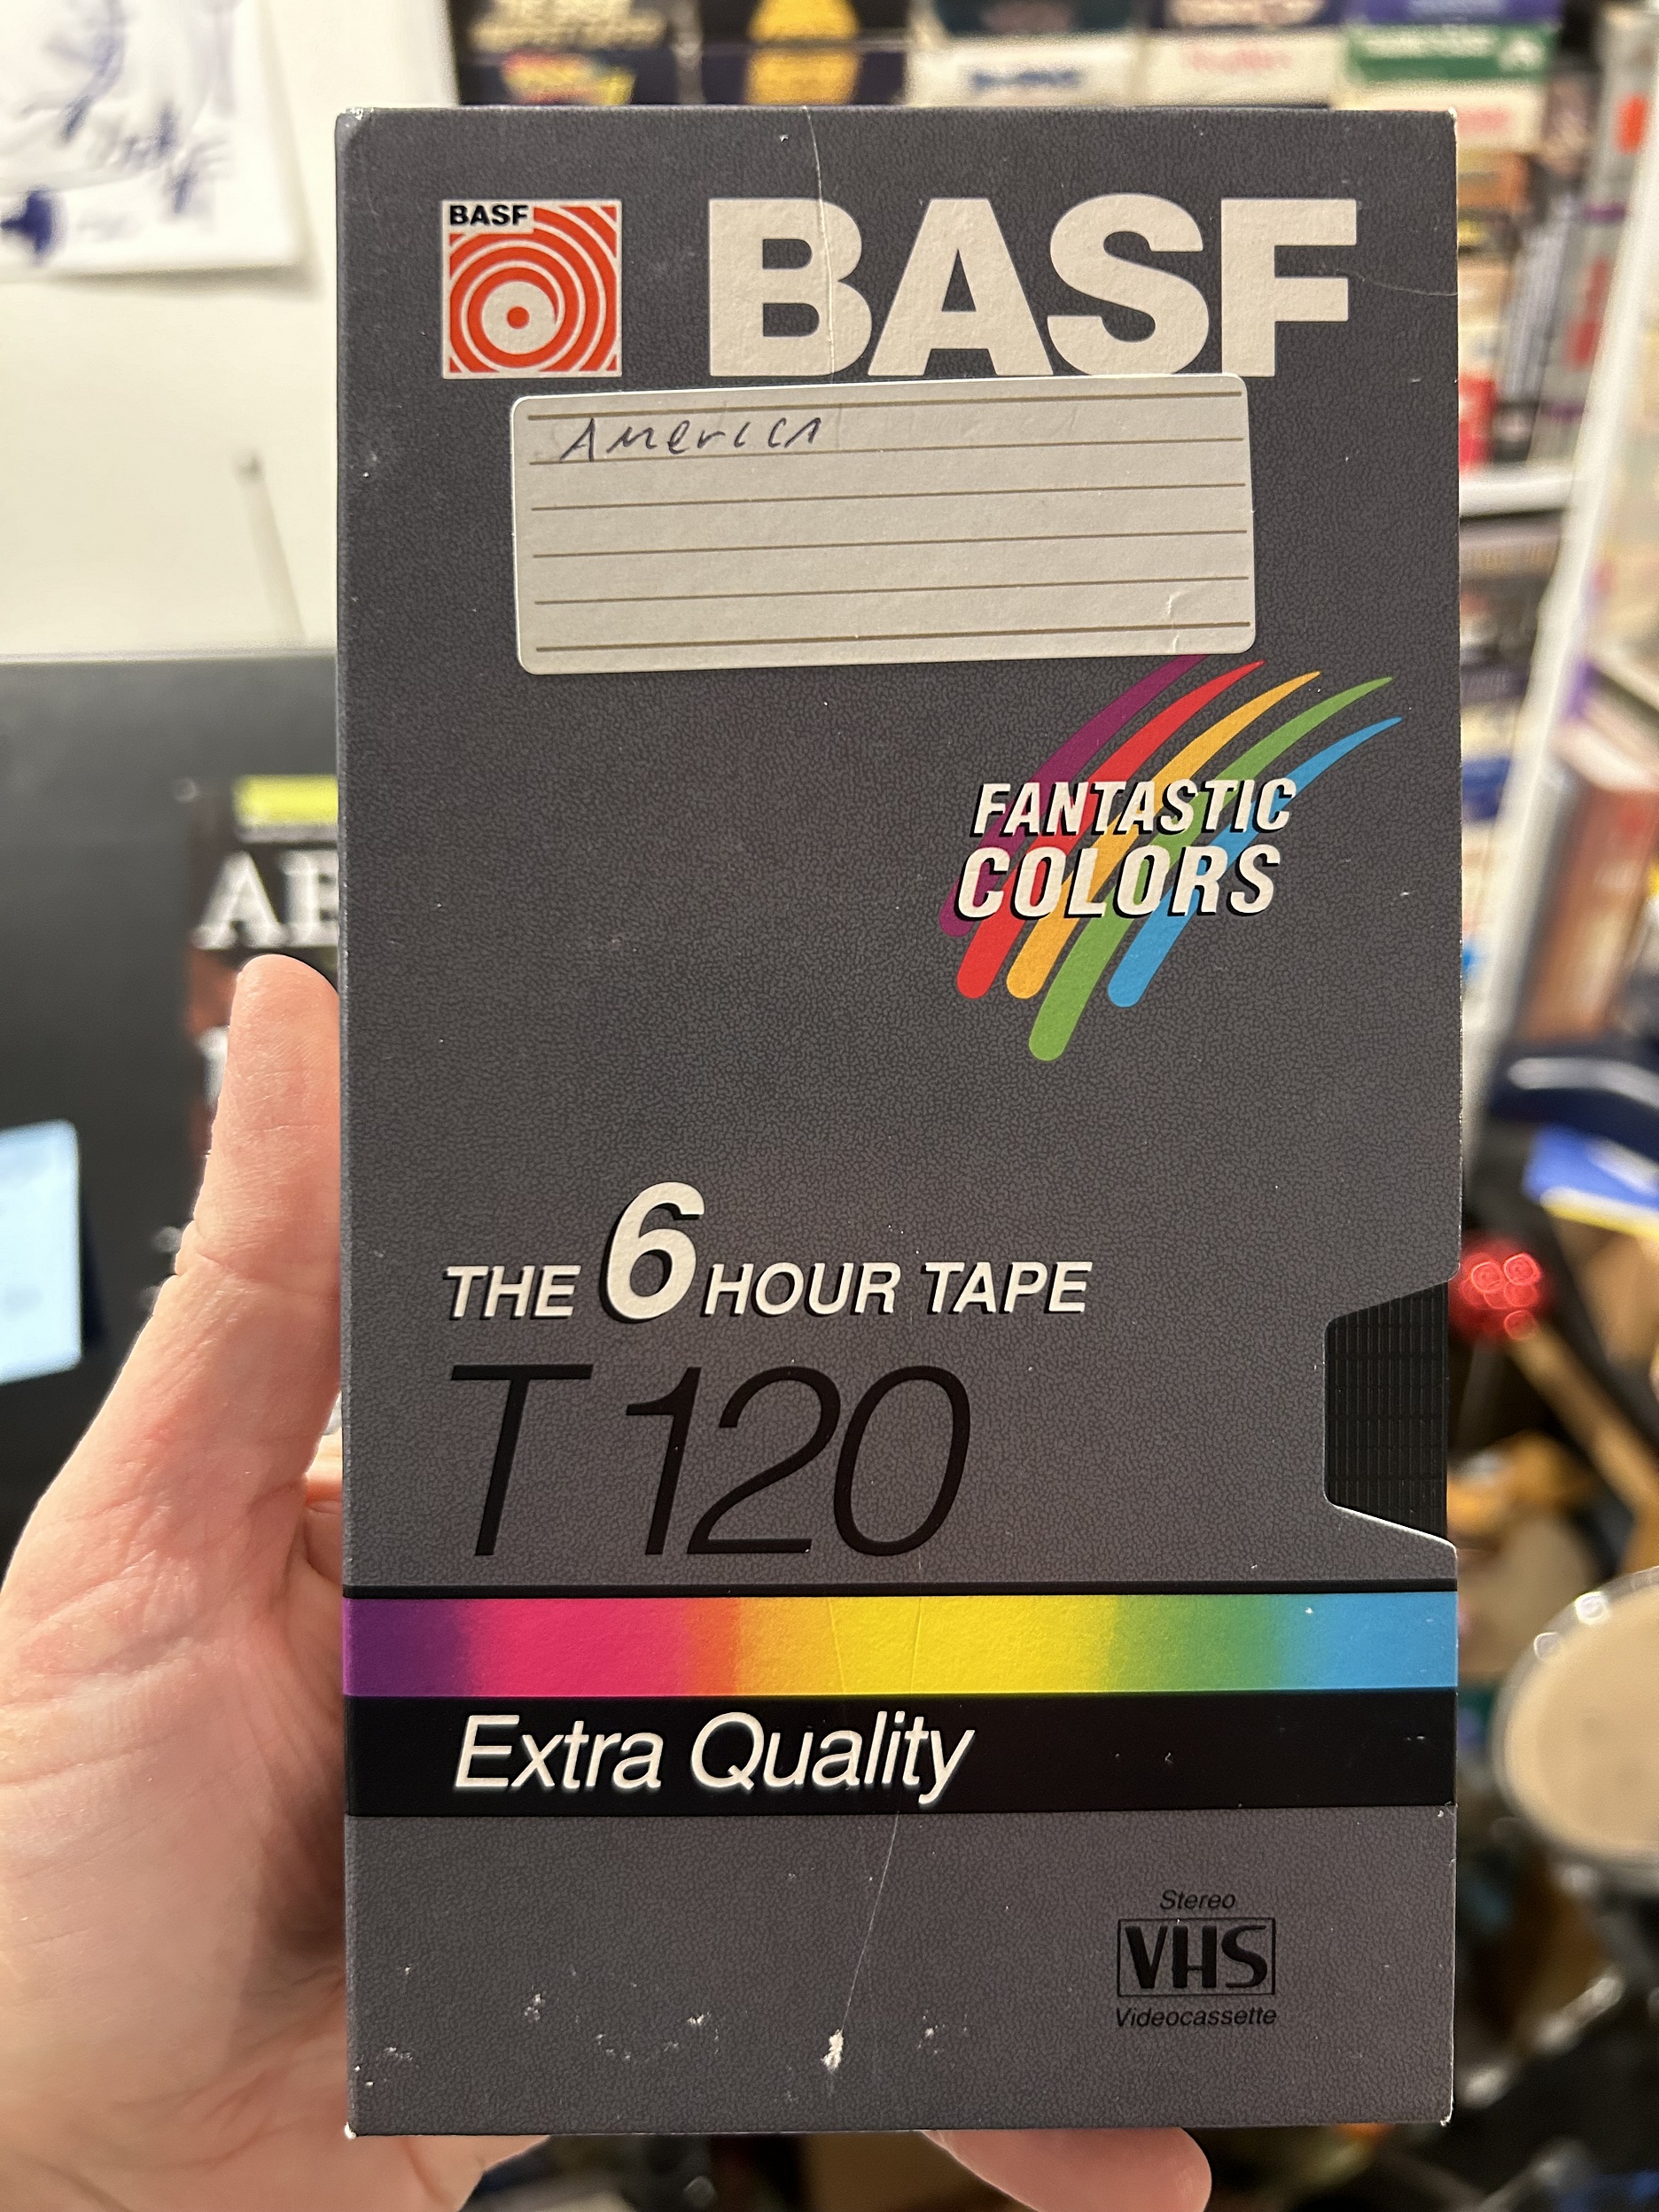 BASF
BASF
America
FANTASTIC
COLORS
THE 6 HOUR TAPE
T 120
Extra Quality
Stereo
VHS
Videocassette